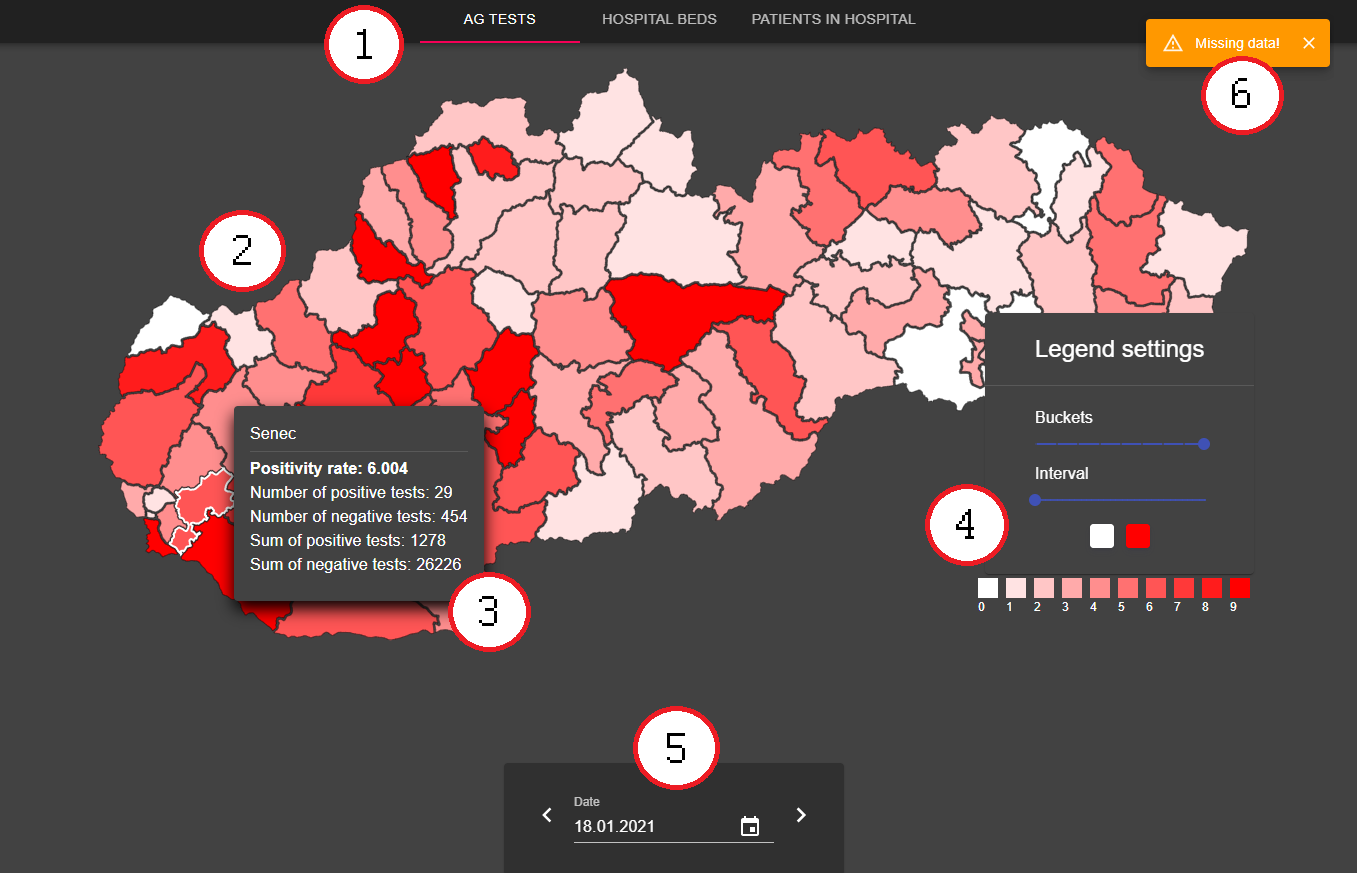 AG TESTS HOSPITAL BEDS PATIENTS IN HOSPITAL
1
Missing data!
6
2
Legend settings
Buckets
Interval
4
0 1 2 3 4 5 6 7 8 9
Senec
Positivity rate: 6.004
Number of positive tests: 29
Number of negative tests: 454
Sum of positive tests: 1278
Sum of negative tests: 26226
3
5
Date
18.01.2021